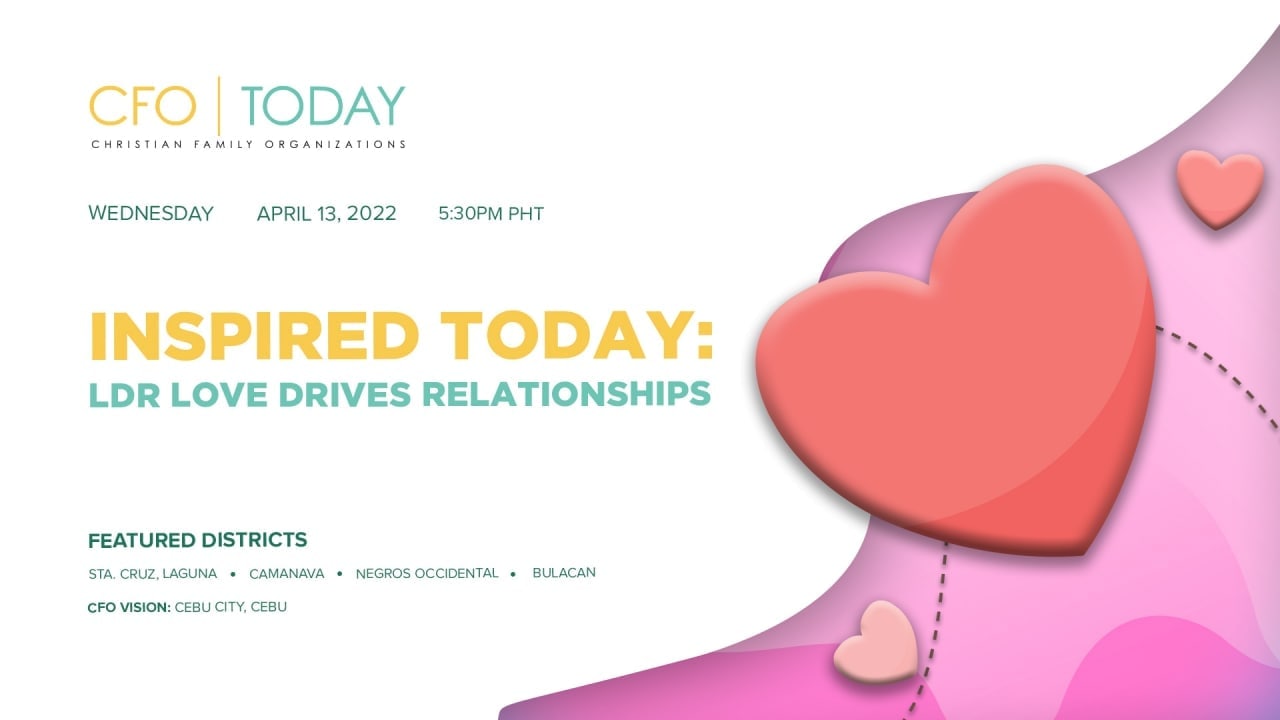 CFO | TODAY
CHRISTIAN FAMILY ORGANIZATIONS
WEDNESDAY APRIL 13, 2022 5:30PM PHT
INSPIRED TODAY:
LDR LOVE DRIVES RELATIONSHIPS
FEATURED DISTRICTS
STA. CRUZ, LAGUNA • CAMANAVA • NEGROS OCCIDENTAL • BULACAN
CFO VISION: CEBU CITY, CEBU